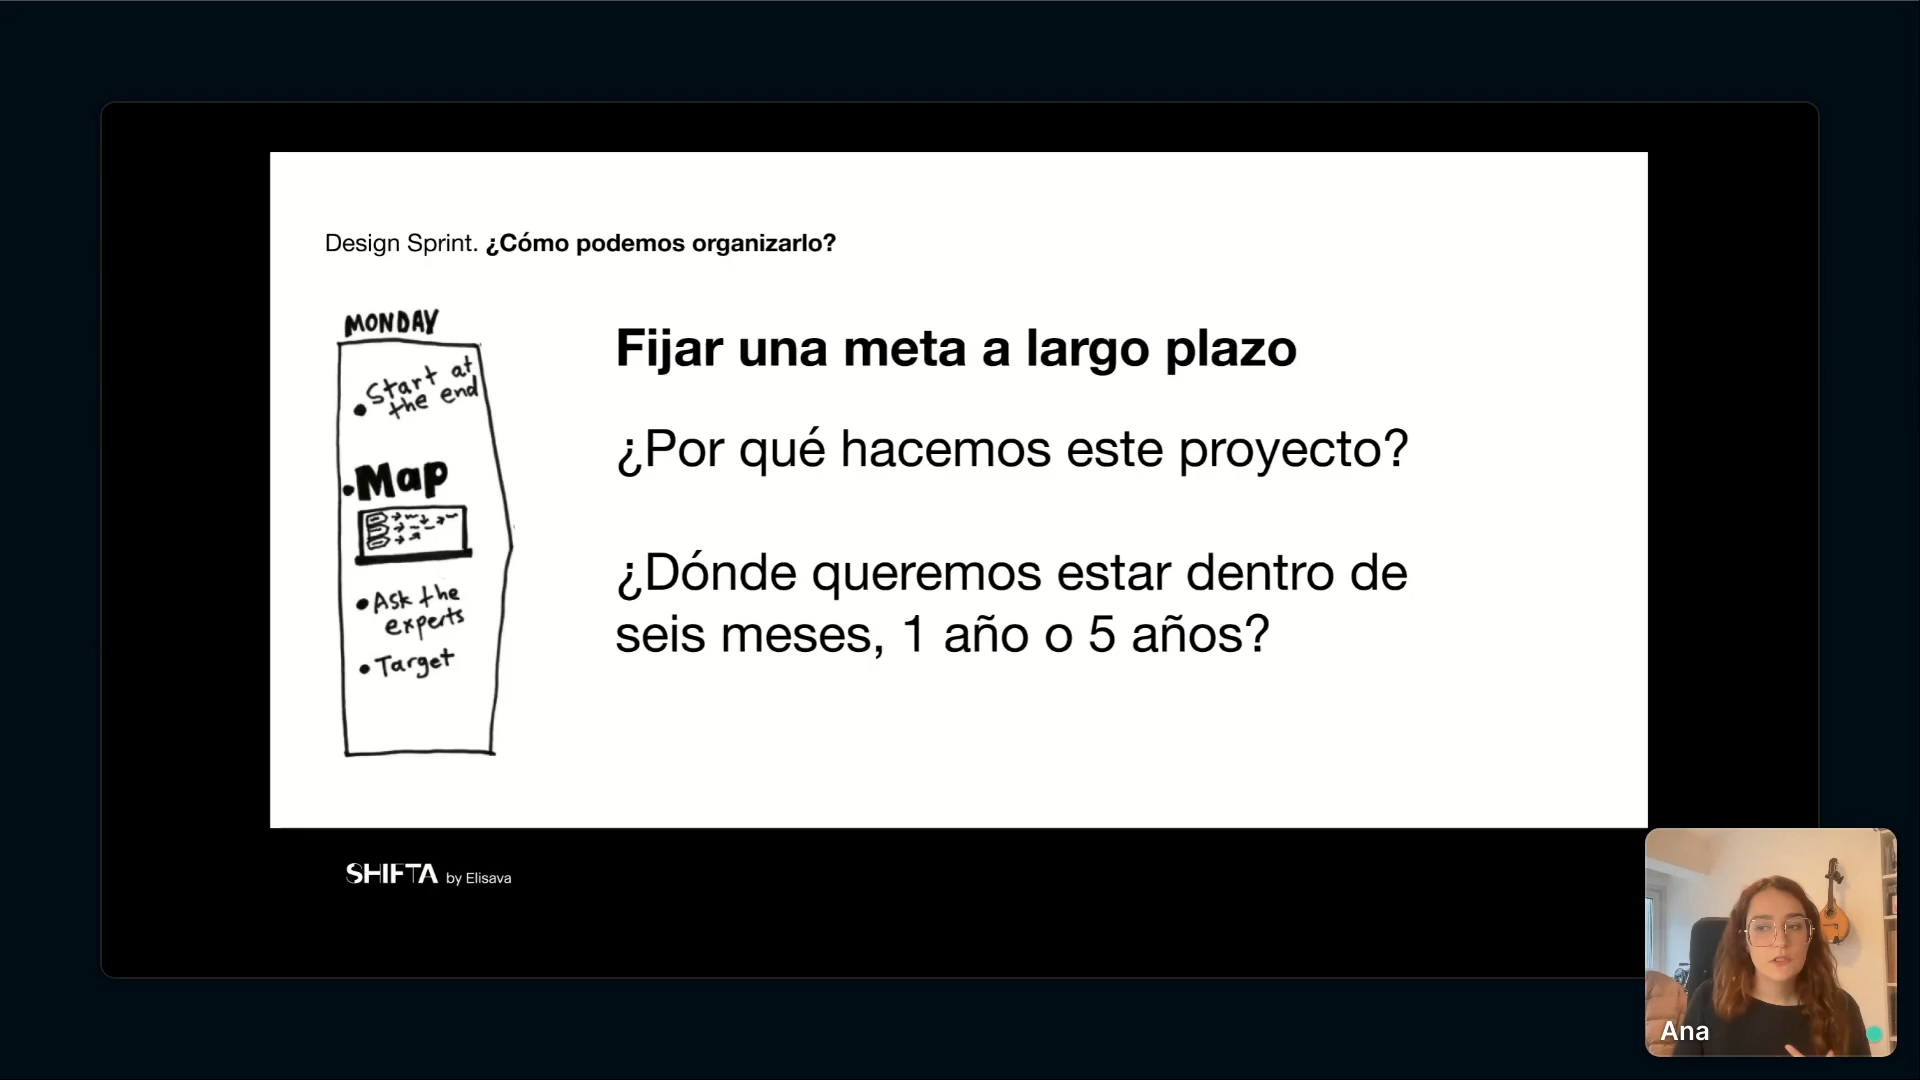 Design Sprint. ¿Cómo podemos organizarlo?
MONDAY
• Start at
the end
• Map
• Ask the
experts
• Target
Fijar una meta a largo plazo
¿Por qué hacemos este proyecto?
¿Dónde queremos estar dentro de
seis meses, 1 año o 5 años?
SHIFTA by Elisava
Ana